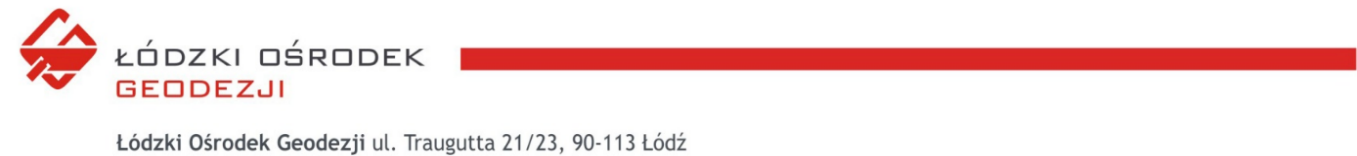 ŁÓDZKI OŚRODEK
GEODEZJI
Łódzki Ośrodek Geodezji ul. Traugutta 21/23, 90-113 Łódź